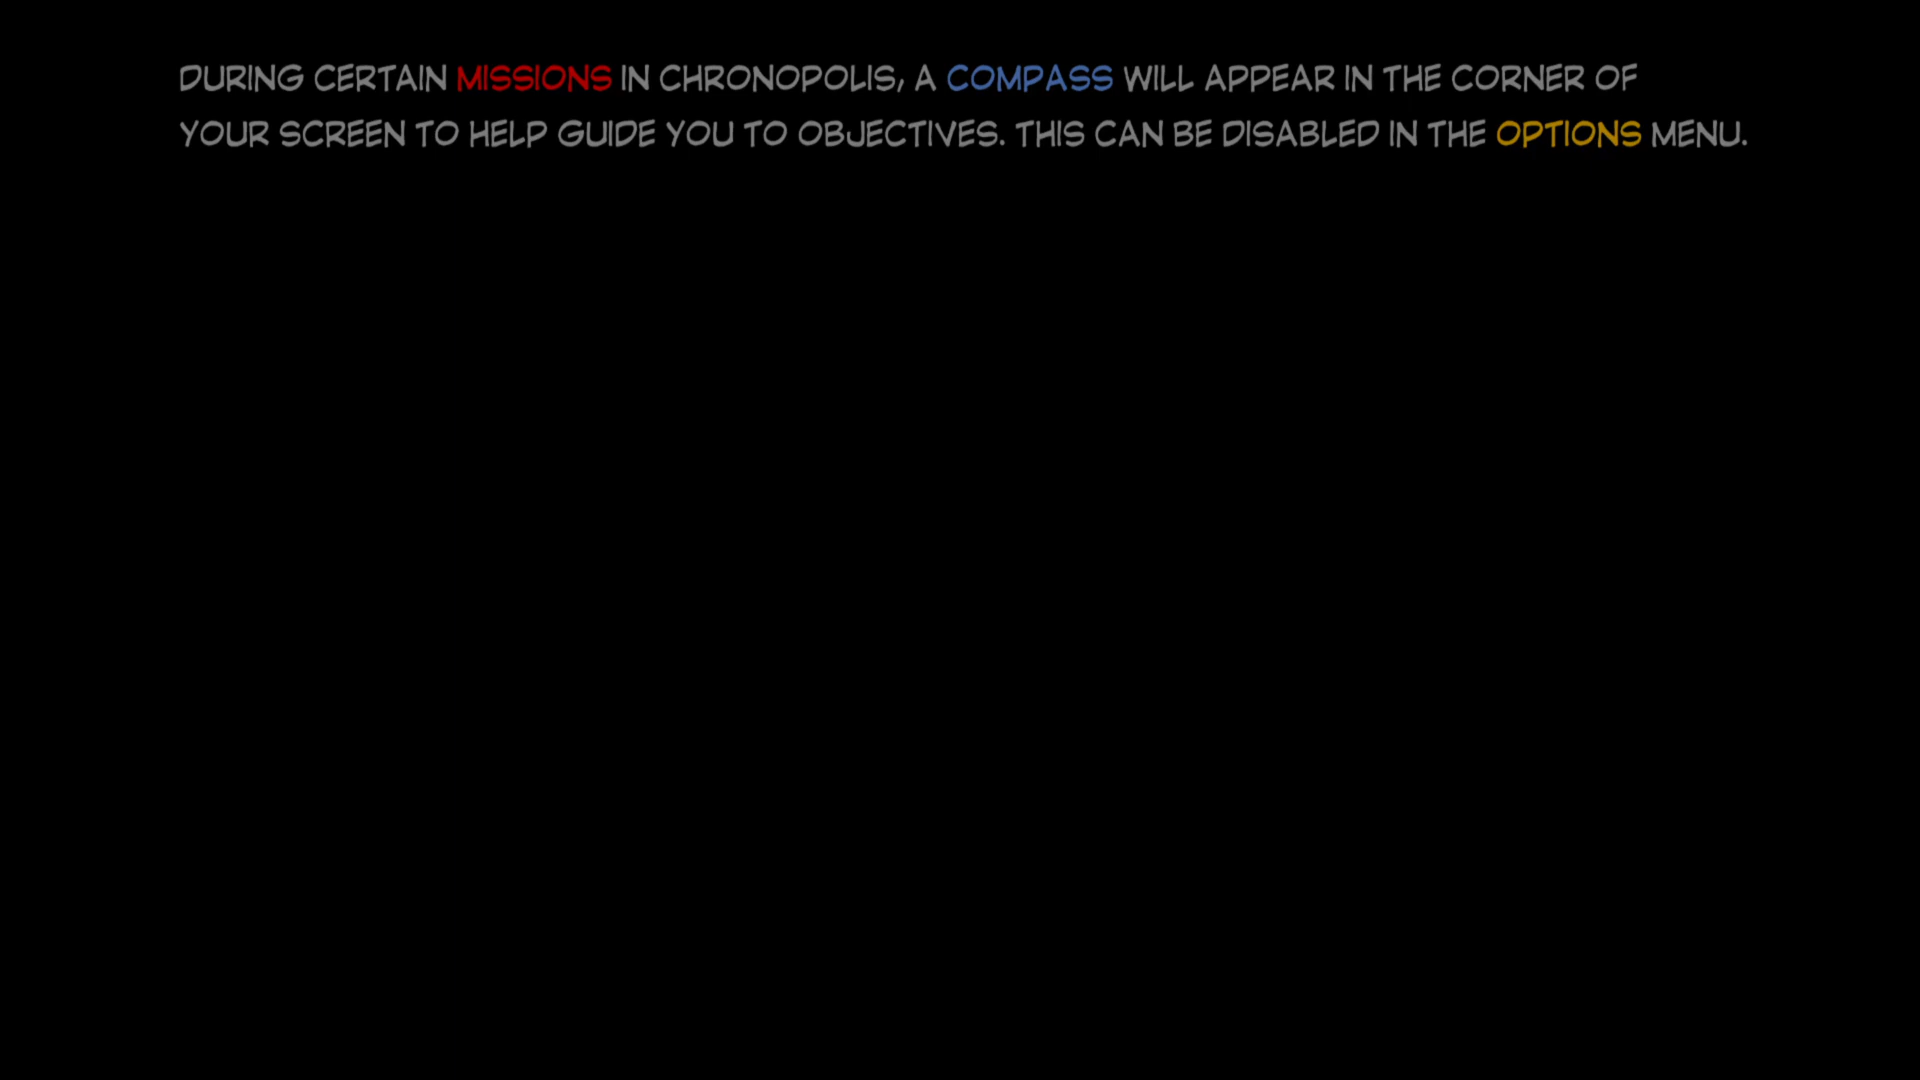 DURING CERTAIN MISSIONS IN CHRONOPOLIS, A COMPASS WILL APPEAR IN THE CORNER OF
YOUR SCREEN TO HELP GUIDE YOU TO OBJECTIVES. THIS CAN BE DISABLED IN THE OPTIONS MENU.